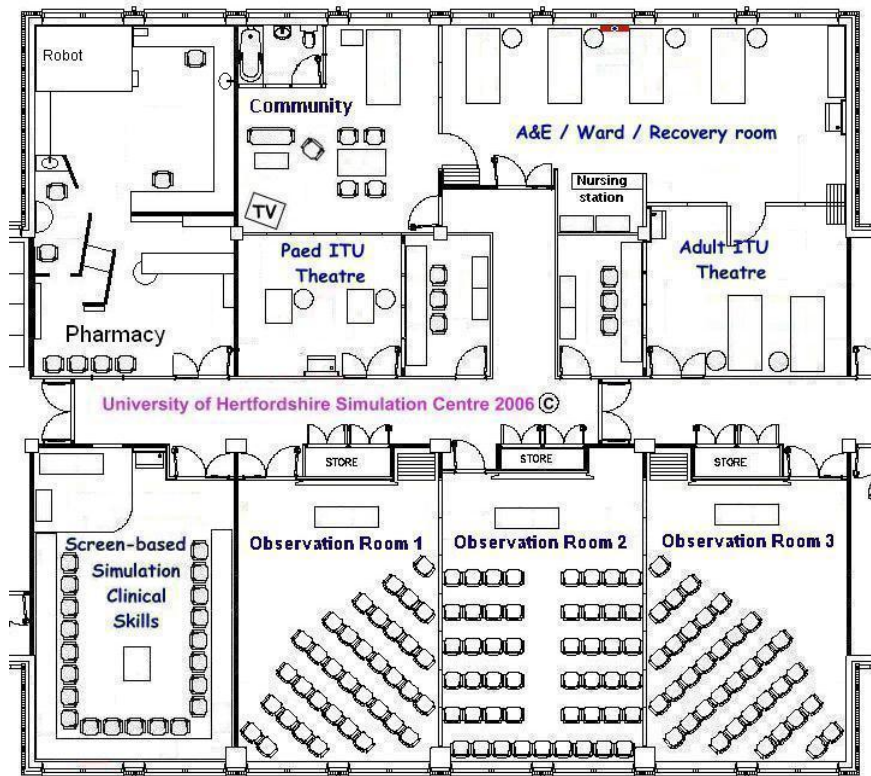 Robot
Community
A&E / Ward / Recovery room
Nursing
station
TV
Paed ITU
Theatre
Adult ITU
Theatre
Pharmacy
University of Hertfordshire Simulation Centre 2006 ©
STORE
STORE
STORE
Screen-based
Simulation
Clinical
Skills
Observation Room 1
Observation Room 2
Observation Room 3